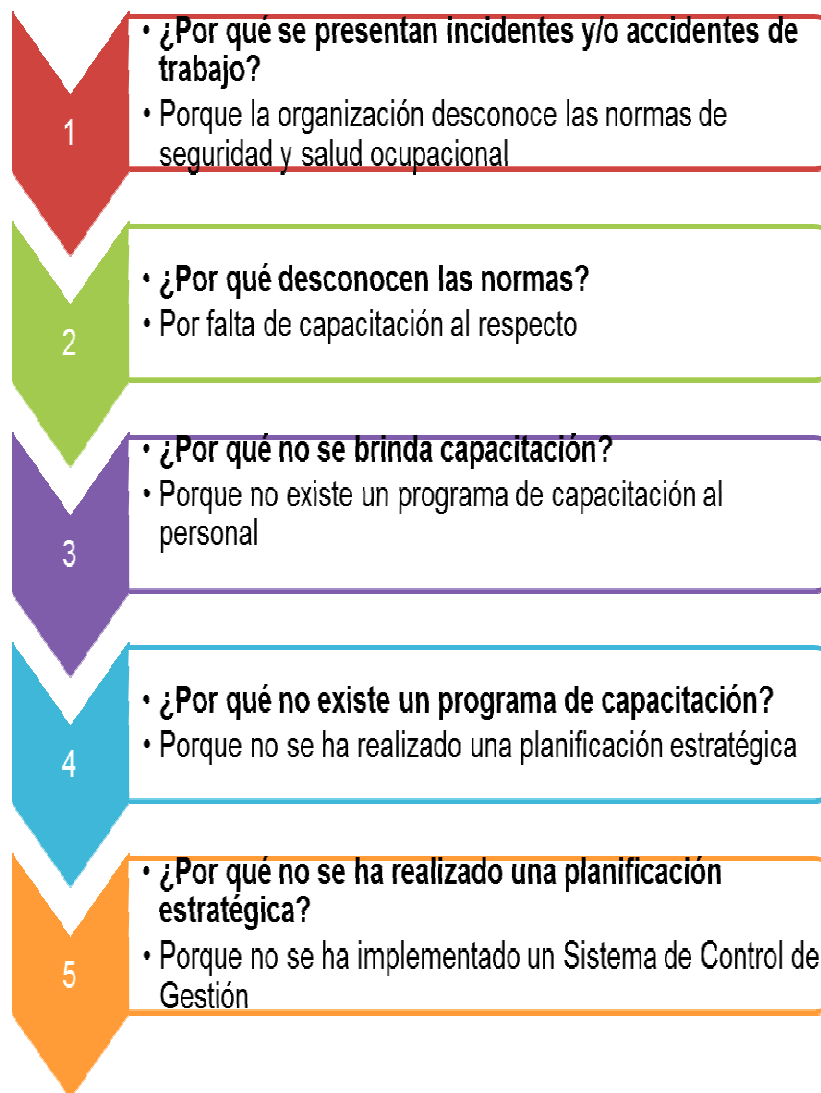 1
• ¿Por qué se presentan incidentes y/o accidentes de
trabajo?
• Porque la organización desconoce las normas de
seguridad y salud ocupacional
2
• ¿Por qué desconocen las normas?
• Por falta de capacitación al respecto
3
• ¿Por qué no se brinda capacitación?
• Porque no existe un programa de capacitación al
personal
4
• ¿Por qué no existe un programa de capacitación?
• Porque no se ha realizado una planificación estratégica
5
• ¿Por qué no se ha realizado una planificación
estratégica?
• Porque no se ha implementado un Sistema de Control de
Gestión